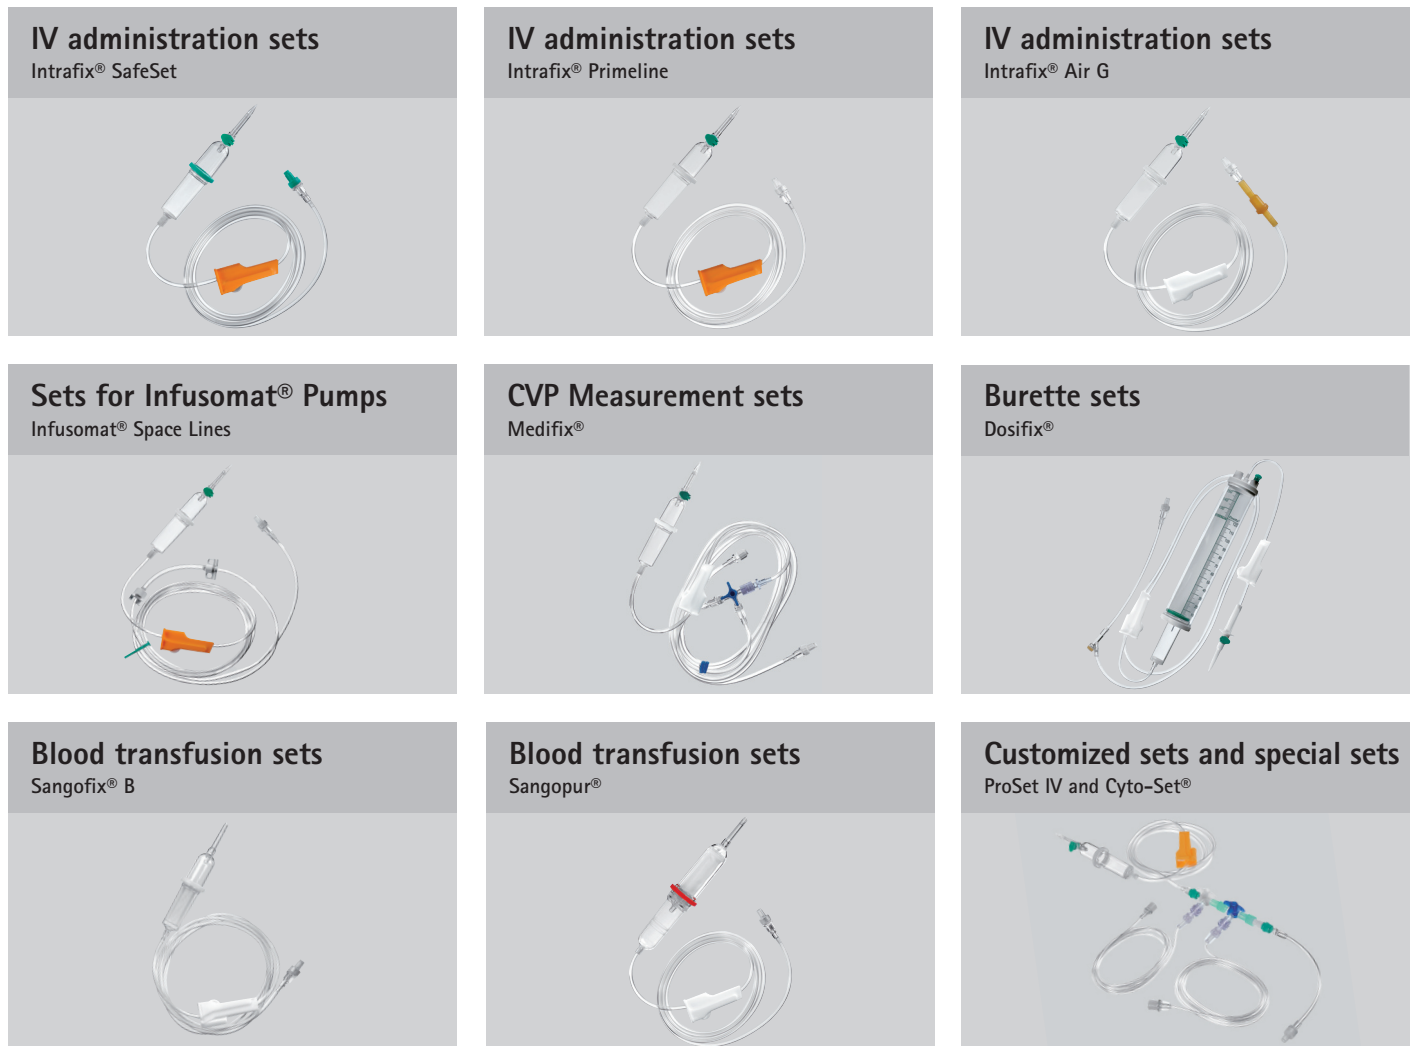 IV administration sets
Intrafix® SafeSet
IV administration sets
Intrafix® Primeline
IV administration sets
Intrafix® Air G
Sets for Infusomat® Pumps
Infusomat® Space Lines
CVP Measurement sets
Medifix®
Burette sets
Dosifix®
Blood transfusion sets
Sangofix® B
Blood transfusion sets
Sangopur®
Customized sets and special sets
ProSet IV and Cyto-Set®